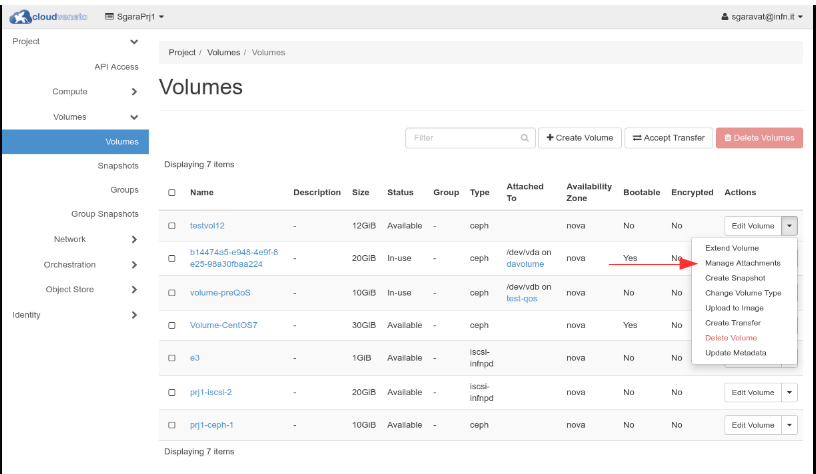 cloudveneto SgaraPrj1 sgaravat@infn.it
Project
API Access
Compute
Volumes
Volumes
Snapshots
Groups
Group Snapshots
Network
Orchestration
Object Store
Identity
Project / Volumes / Volumes
Volumes
Filter Create Volume Accept Transfer Delete Volumes
Displaying 7 items
Name Description Size Status Group Type Attached To Availability Zone Bootable Encrypted Actions
testvol12 - 12GiB Available - ceph nova No No Edit Volume
b14474a5-e948-4e9f-8e25-98a30fbaa224 - 20GiB In-use - ceph /dev/vda on davolume nova Yes No
volume-preQoS - 10GiB In-use - ceph /dev/vdb on test-qos nova No No
Volume-CentOS7 - 30GiB Available - ceph nova Yes No
e3 - 1GiB Available - iscsi-infnpd nova No No
prj1-iscsi-2 - 20GiB Available - iscsi-infnpd nova No No Edit Volume
prj1-ceph-1 - 10GiB Available - ceph nova No No Edit Volume
Extend Volume
Manage Attachments
Create Snapshot
Change Volume Type
Upload to Image
Create Transfer
Delete Volume
Update Metadata
Displaying 7 items